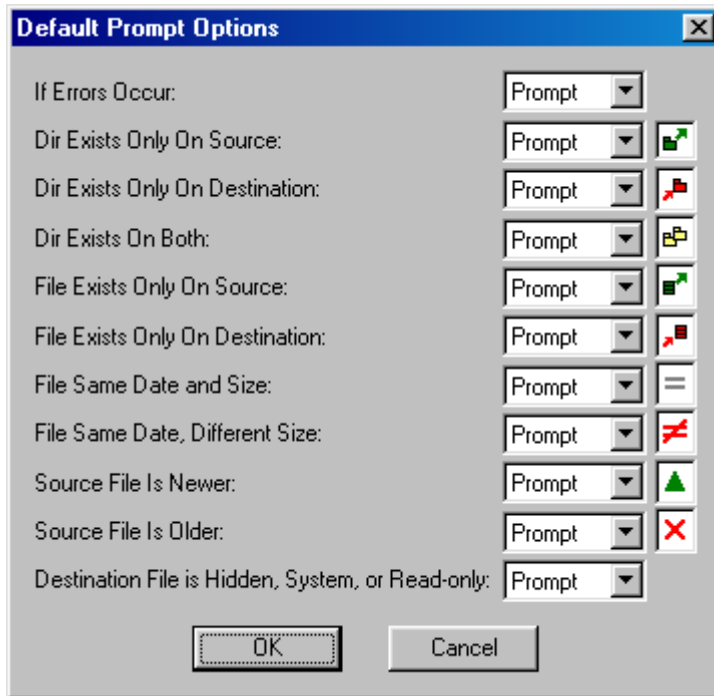 Default Prompt Options
If Errors Occur: Prompt
Dir Exists Only On Source: Prompt
Dir Exists Only On Destination: Prompt
Dir Exists On Both: Prompt
File Exists Only On Source: Prompt
File Exists Only On Destination: Prompt
File Same Date and Size: Prompt
File Same Date, Different Size: Prompt
Source File Is Newer: Prompt
Source File Is Older: Prompt
Destination File is Hidden, System, or Read-only: Prompt
OK Cancel